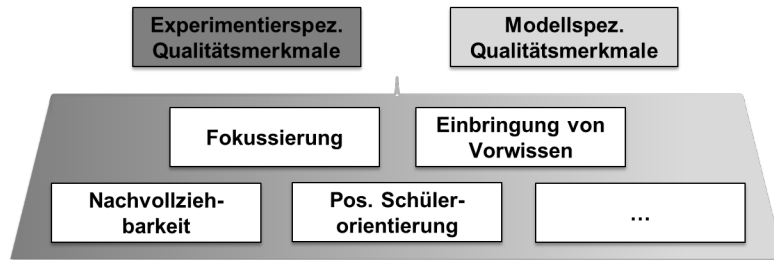 Experimentierspez.
Qualitätsmerkmale
Modellspez.
Qualitätsmerkmale
Fokussierung
Einbringung von
Vorwissen
Nachvollzieh-
barkeit
Pos. Schüler-
orientierung
...